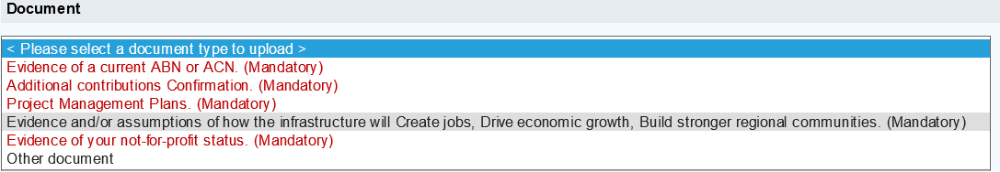 Document
< Please select a document type to upload >
Evidence of a current ABN or ACN. (Mandatory)
Additional contributions Confirmation. (Mandatory)
Project Management Plans. (Mandatory)
Evidence and/or assumptions of how the infrastructure will Create jobs, Drive economic growth, Build stronger regional communities. (Mandatory)
Evidence of your not-for-profit status. (Mandatory)
Other document